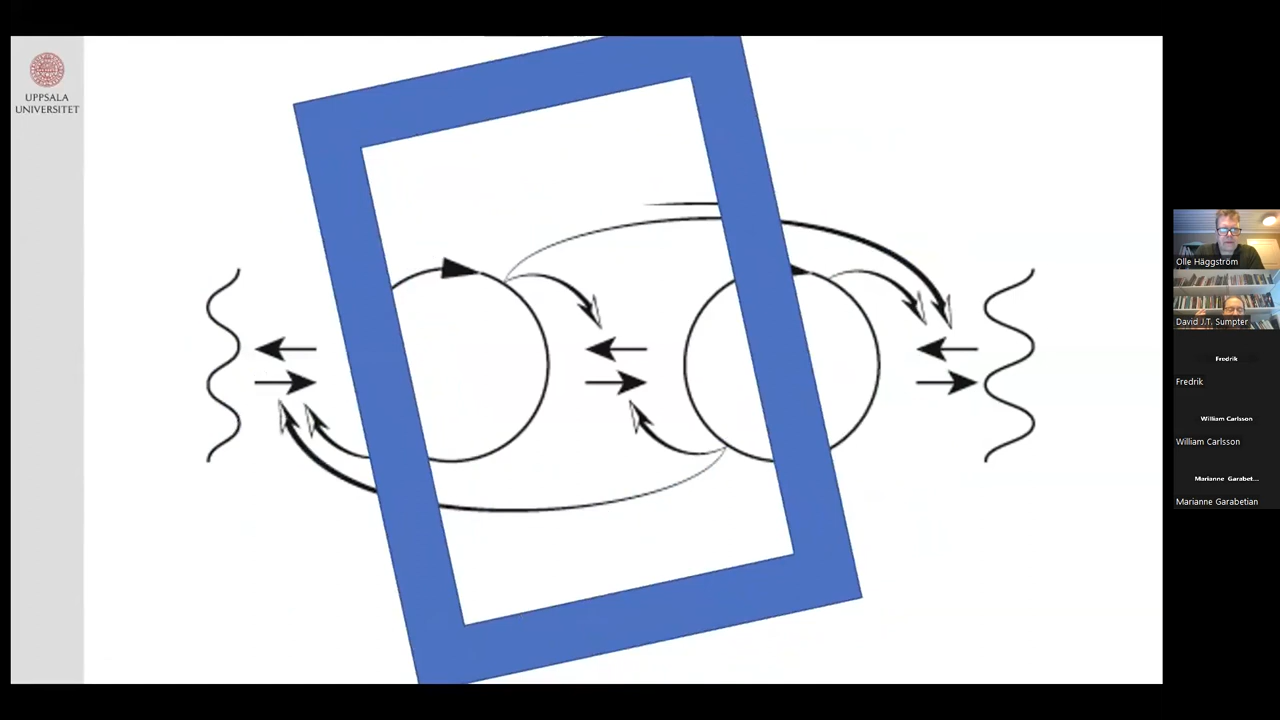 UPPSALA
UNIVERSITET
Olle Häggström
David J.T. Sumpter
Fredrik
Fredrik
William Carlsson
William Carlsson
Marianne Garabet...
Marianne Garabetian